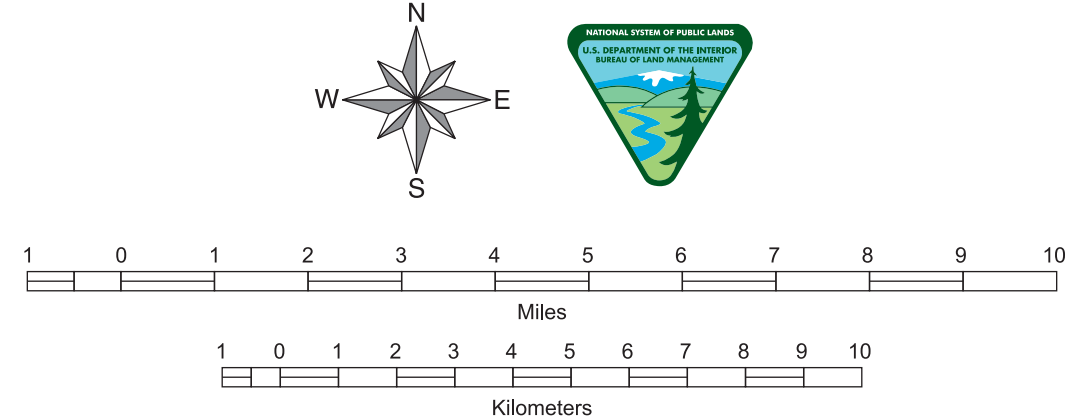 N
W E
S
NATIONAL SYSTEM OF PUBLIC LANDS
U.S. DEPARTMENT OF THE INTERIOR
BUREAU OF LAND MANAGEMENT
1 0 1 2 3 4 5 6 7 8 9 10
Miles
1 0 1 2 3 4 5 6 7 8 9 10
Kilometers